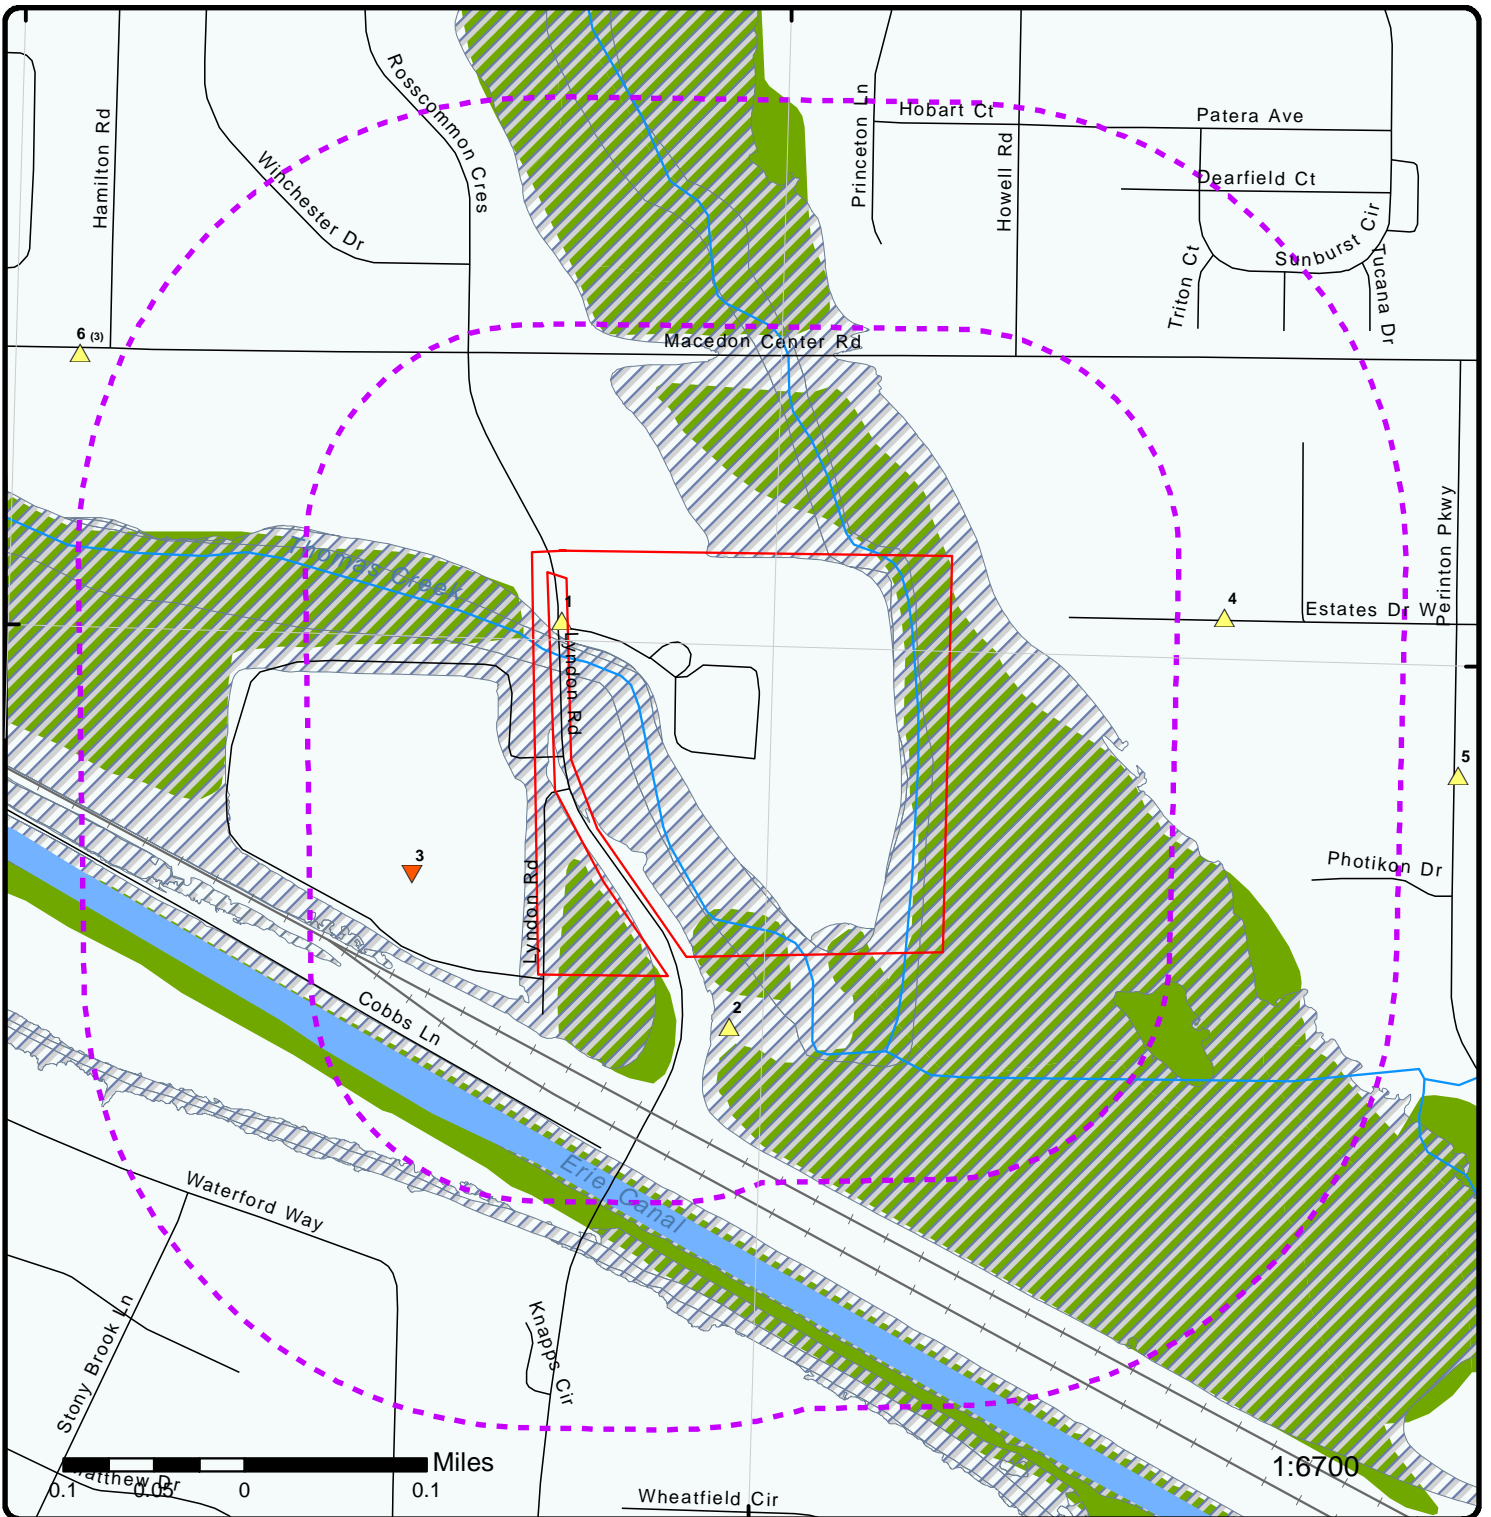 Hamilton Rd
Rosscommon Cres
Winchester Dr
Princeton Ln
Hobart Ct
Howell Rd
Patera Ave
Dearfield Ct
Sunburst Cir
Triton Ct
Tucana Dr
6 (3)
Macedon Center Rd
Thomas Creek
1
Lyndon Rd
4
Estates Dr W
Perinton Pkwy
5
3
Lyndon Rd
Photikon Dr
2
Cobbs Ln
Erie Canal
Waterford Way
Stony Brook Ln
Knapps Cir
Matthew Dr
Wheatfield Cir
Miles
0.1 0.05 0 0.1
1:6700